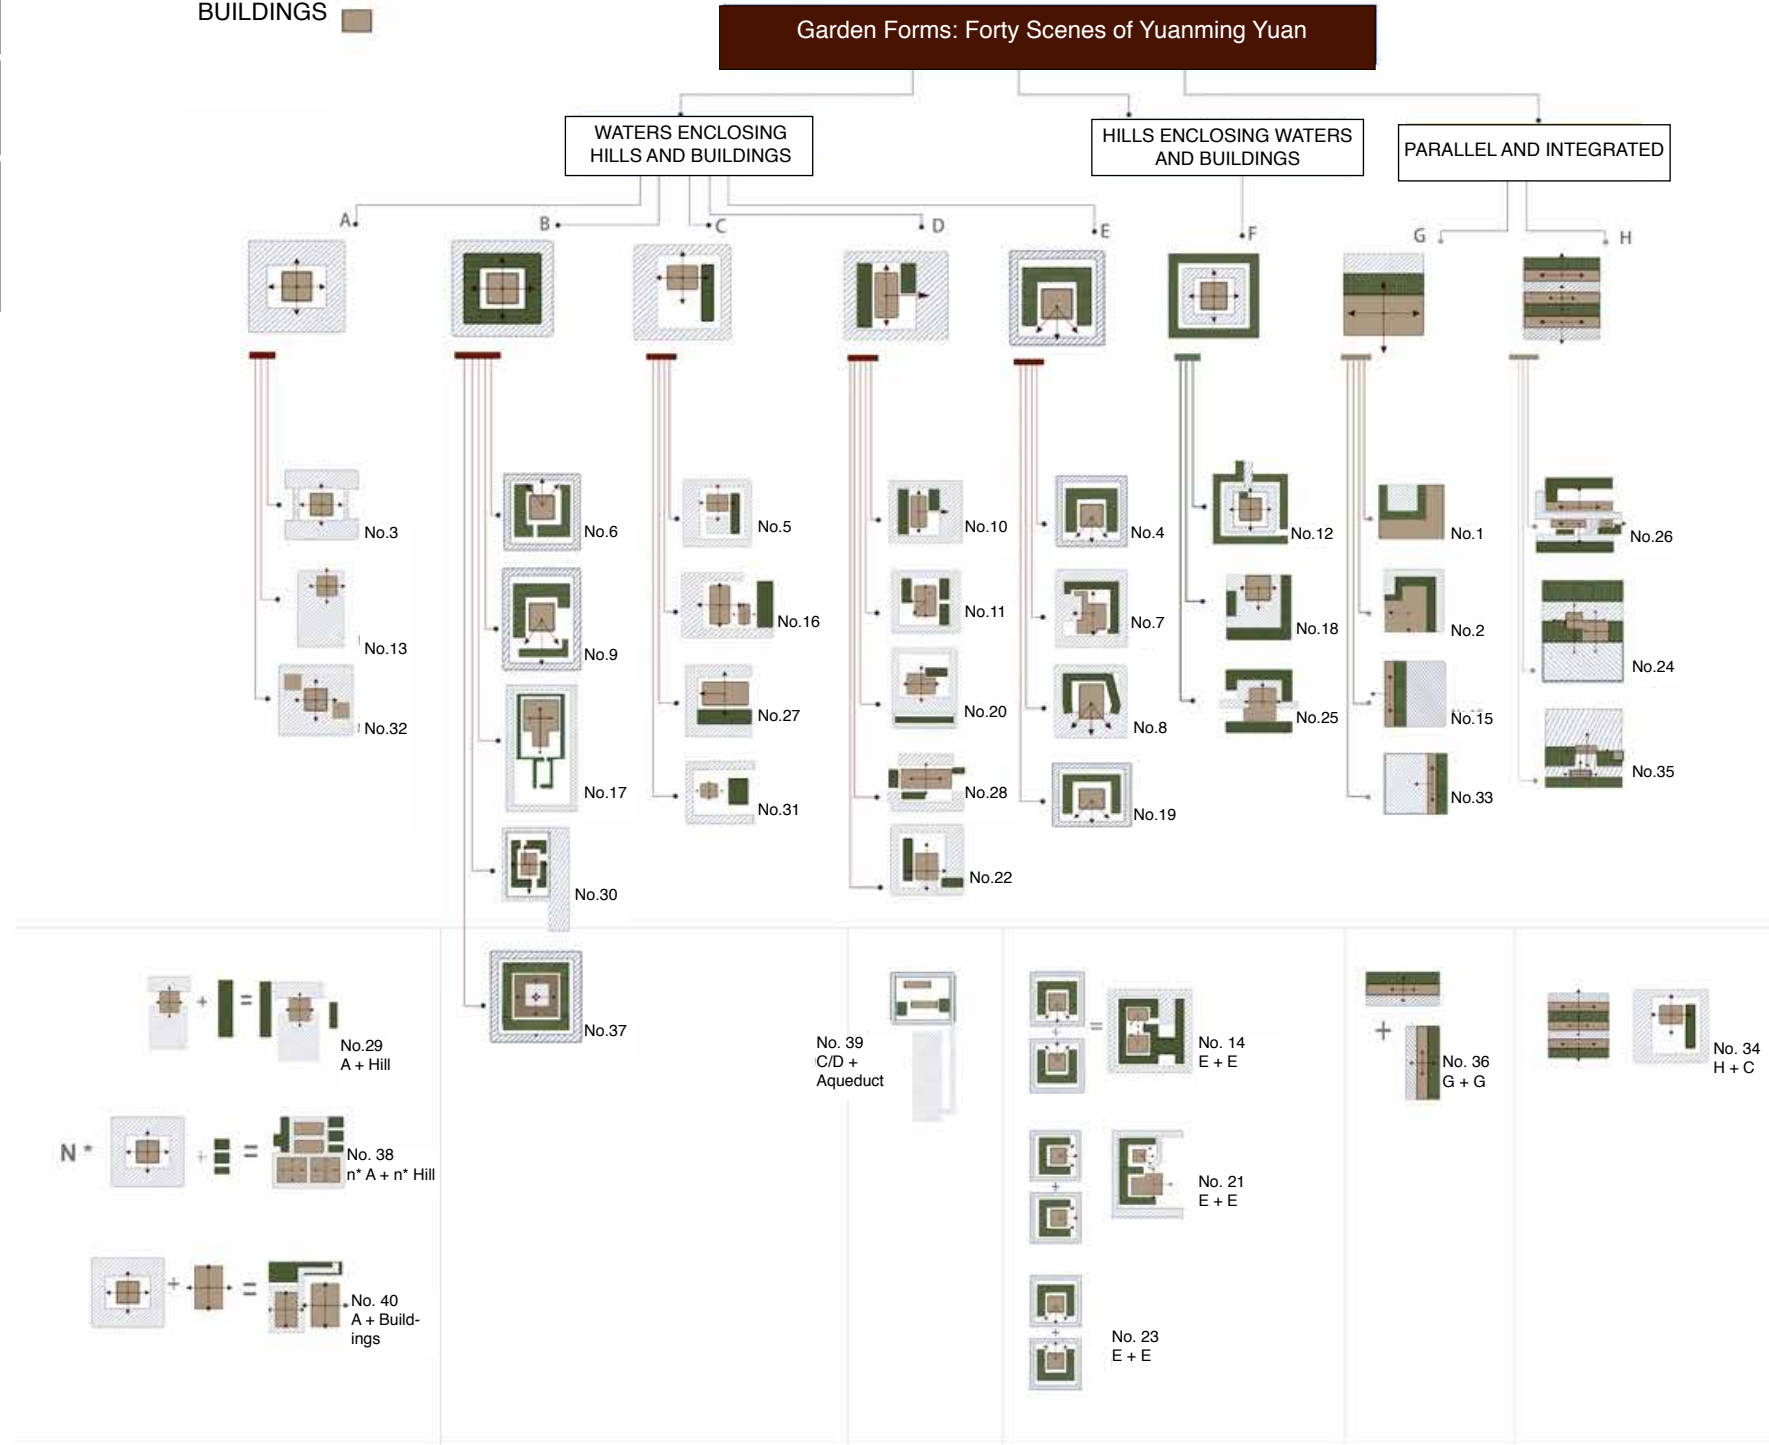 BUILDINGS
Garden Forms: Forty Scenes of Yuanming Yuan
WATERS ENCLOSING
HILLS AND BUILDINGS
HILLS ENCLOSING WATERS
AND BUILDINGS
PARALLEL AND INTEGRATED
A
B
C
D
E
F
G
H
No.3
No.13
No.32
No.6
No.9
No.17
No.30
No.37
No.5
No.16
No.27
No.31
No.10
No.11
No.20
No.28
No.22
No.4
No.7
No.8
No.19
No.12
No.18
No.25
No.1
No.2
No.15
No.33
No.26
No.24
No.35
+
=
No.29
A + Hill
N *
+
=
No. 38
n* A + n* Hill
+
=
No. 40
A + Build-
ings
No. 39
C/D +
Aqueduct
+
=
No. 14
E + E
+
No. 21
E + E
+
No. 23
E + E
+
No. 36
G + G
No. 34
H + C